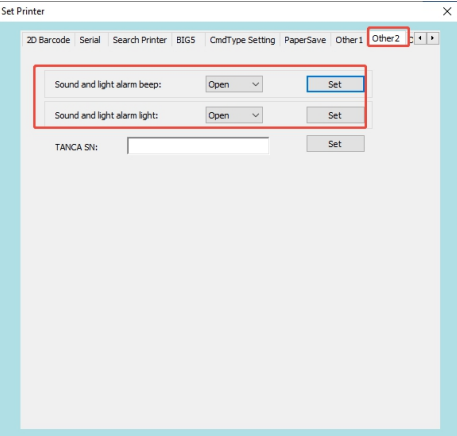 Set Printer
2D Barcode Serial Search Printer BIG5 CmdType Setting PaperSave Other1 Other2
Sound and light alarm beep: Open Set
Sound and light alarm light: Open Set
TANCA SN: Set